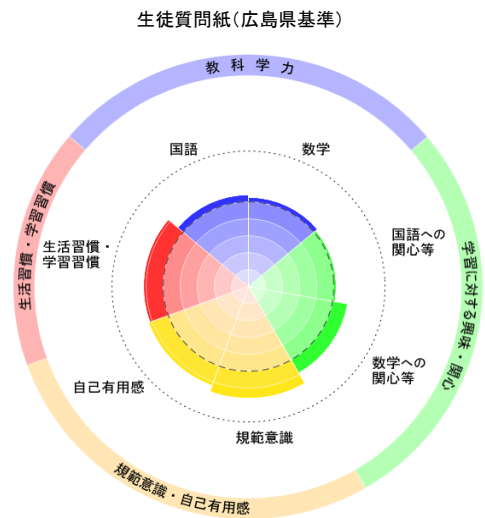 生徒質問紙(広島県基準)
教科学力
国語
数学
生活習慣・学習習慣
生活習慣・
学習習慣
国語への
関心等
学習に対する興味・関心
数学への
関心等
自己有用感
規範意識
規範意識・自己有用感